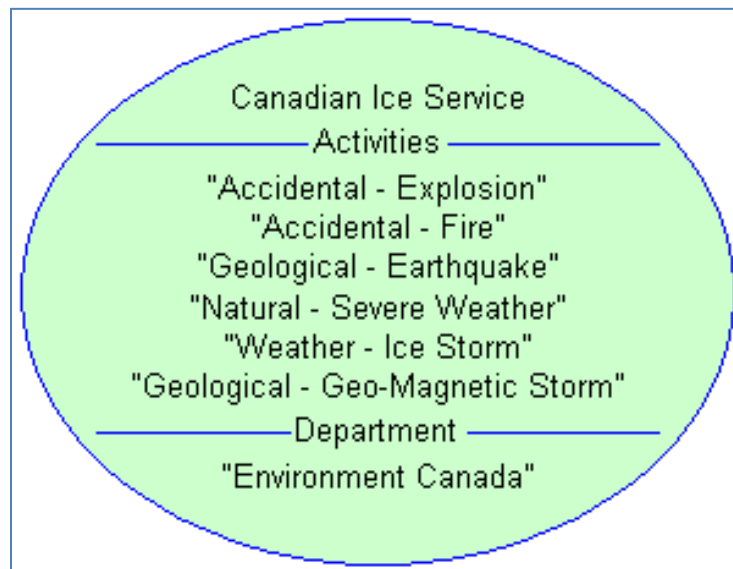 Canadian Ice Service
Activities
"Accidental - Explosion"
"Accidental - Fire"
"Geological - Earthquake"
"Natural - Severe Weather"
"Weather - Ice Storm"
"Geological - Geo-Magnetic Storm"
Department
"Environment Canada"